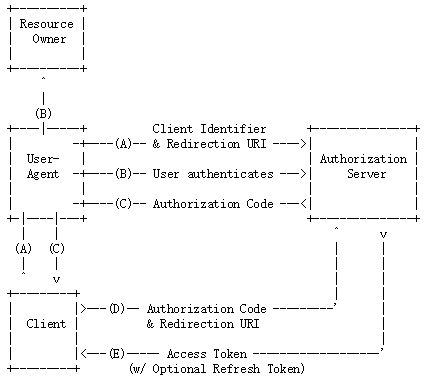 Resource
Owner
(B)
Client Identifier
(A) & Redirection URI
User-
Agent
Authorization
Server
(B) User authenticates
(C) Authorization Code
(A) (C)
(D) Authorization Code
& Redirection URI
Client
(E) Access Token
(w/ Optional Refresh Token)